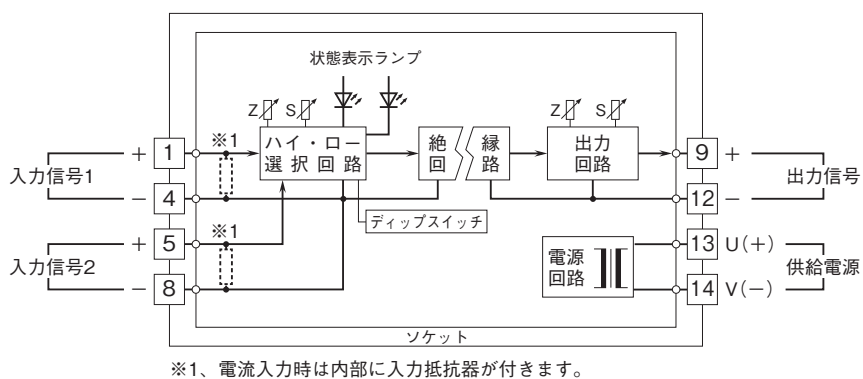 状態表示ランプ
Z S
Z S
※1
ハイ・ロー
選択回路
絶 縁
回 路
出力
回路
入力信号1
+ 1
− 4
9 +
12 −
出力信号
ディップスイッチ
入力信号2
+ 5
− 8
※1
電源
回路
13 U(+)
14 V(−)
供給電源
ソケット
※1、電流入力時は内部に入力抵抗器が付きます。